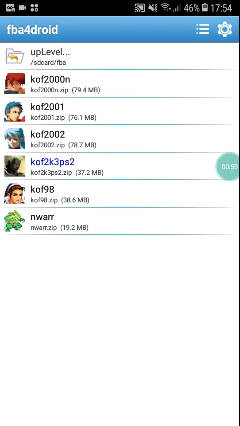 46% 17:54
fba4droid
upLevel...
/sdcard/fba
kof2000n
kof2000n.zip (79.4 MB)
kof2001
kof2001.zip (76.1 MB)
kof2002
kof2002.zip (78.7 MB)
kof2k3ps2
kof2k3ps2.zip (37.2 MB)
00:59
kof98
kof98.zip (38.6 MB)
nwarr
nwarr.zip (19.2 MB)